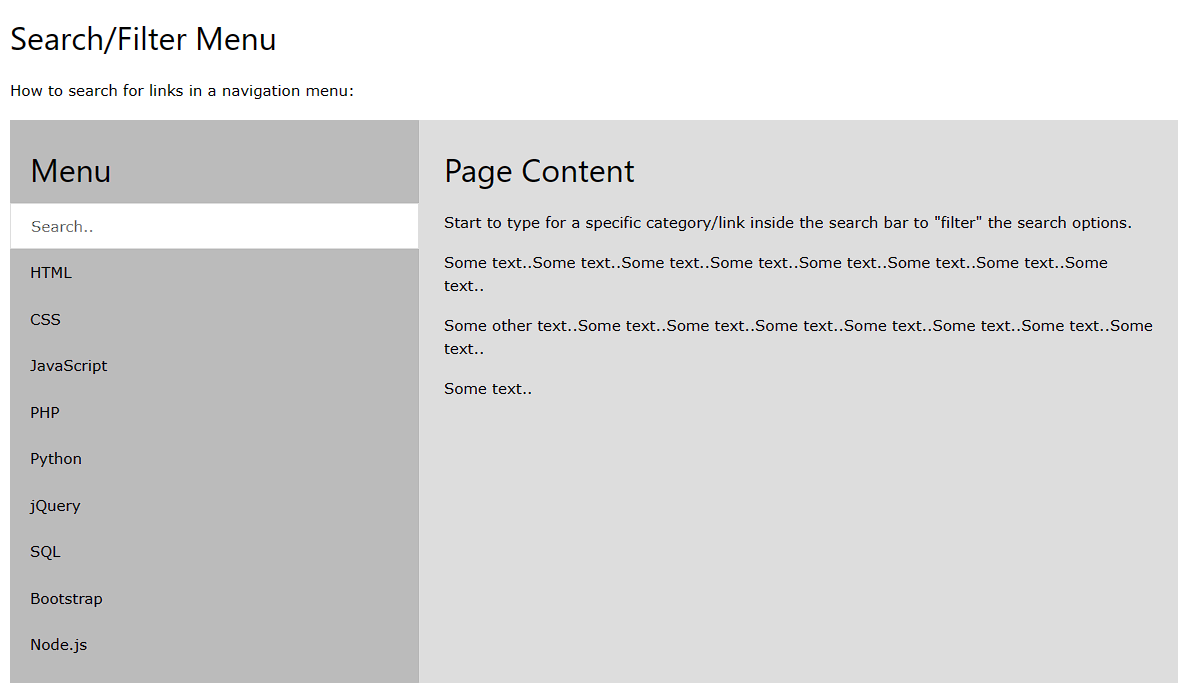 Search/Filter Menu
How to search for links in a navigation menu:
Menu
Search..
HTML
CSS
JavaScript
PHP
Python
jQuery
SQL
Bootstrap
Node.js
Page Content
Start to type for a specific category/link inside the search bar to "filter" the search options.
Some text..Some text..Some text..Some text..Some text..Some text..Some text..Some
text..
Some other text..Some text..Some text..Some text..Some text..Some text..Some text..Some
text..
Some text..